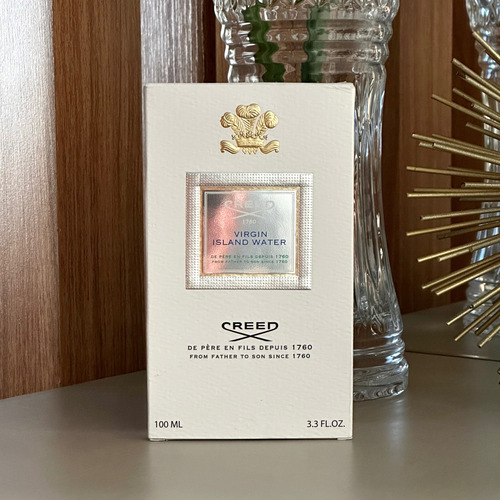 CREED
1760
VIRGIN
ISLAND WATER
DE PÈRE EN FILS DEPUIS 1760
FROM FATHER TO SON SINCE 1760
CREED
DE PÈRE EN FILS DEPUIS 1760
FROM FATHER TO SON SINCE 1760
100 ML
3.3 FL.OZ.